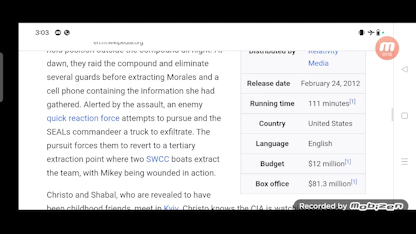 3:03
en.m.wikipedia.org
hold position outside the compound all night. At
dawn, they raid the compound and eliminate
several guards before extracting Morales and a
cell phone containing the information she had
gathered. Alerted by the assault, an enemy
quick reaction force attempts to pursue and the
SEALs commandeer a truck to exfiltrate. The
pursuit forces them to revert to a tertiary
extraction point where two SWCC boats extract
the team, with Mikey being wounded in action.
Christo and Shabal, who are revealed to have
been childhood friends, meet in Kyiv. Christo knows the CIA is
Distributed by Relativity
Media
Release date February 24, 2012
Running time 111 minutes[1]
Country United States
Language English
Budget $12 million[1]
Box office $81.3 million[1]
Recorded by mobizen